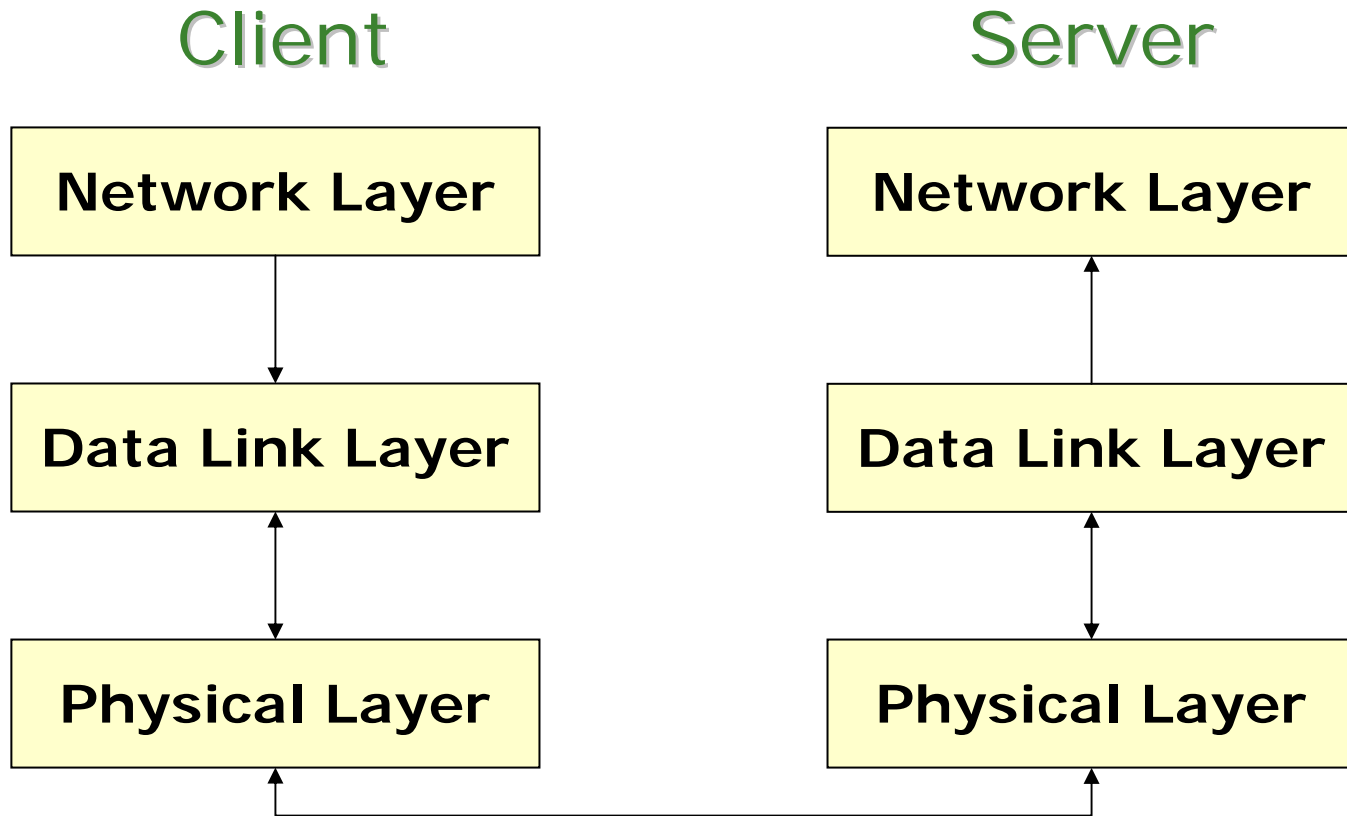 Client
Server
Network Layer
Network Layer
Data Link Layer
Data Link Layer
Physical Layer
Physical Layer